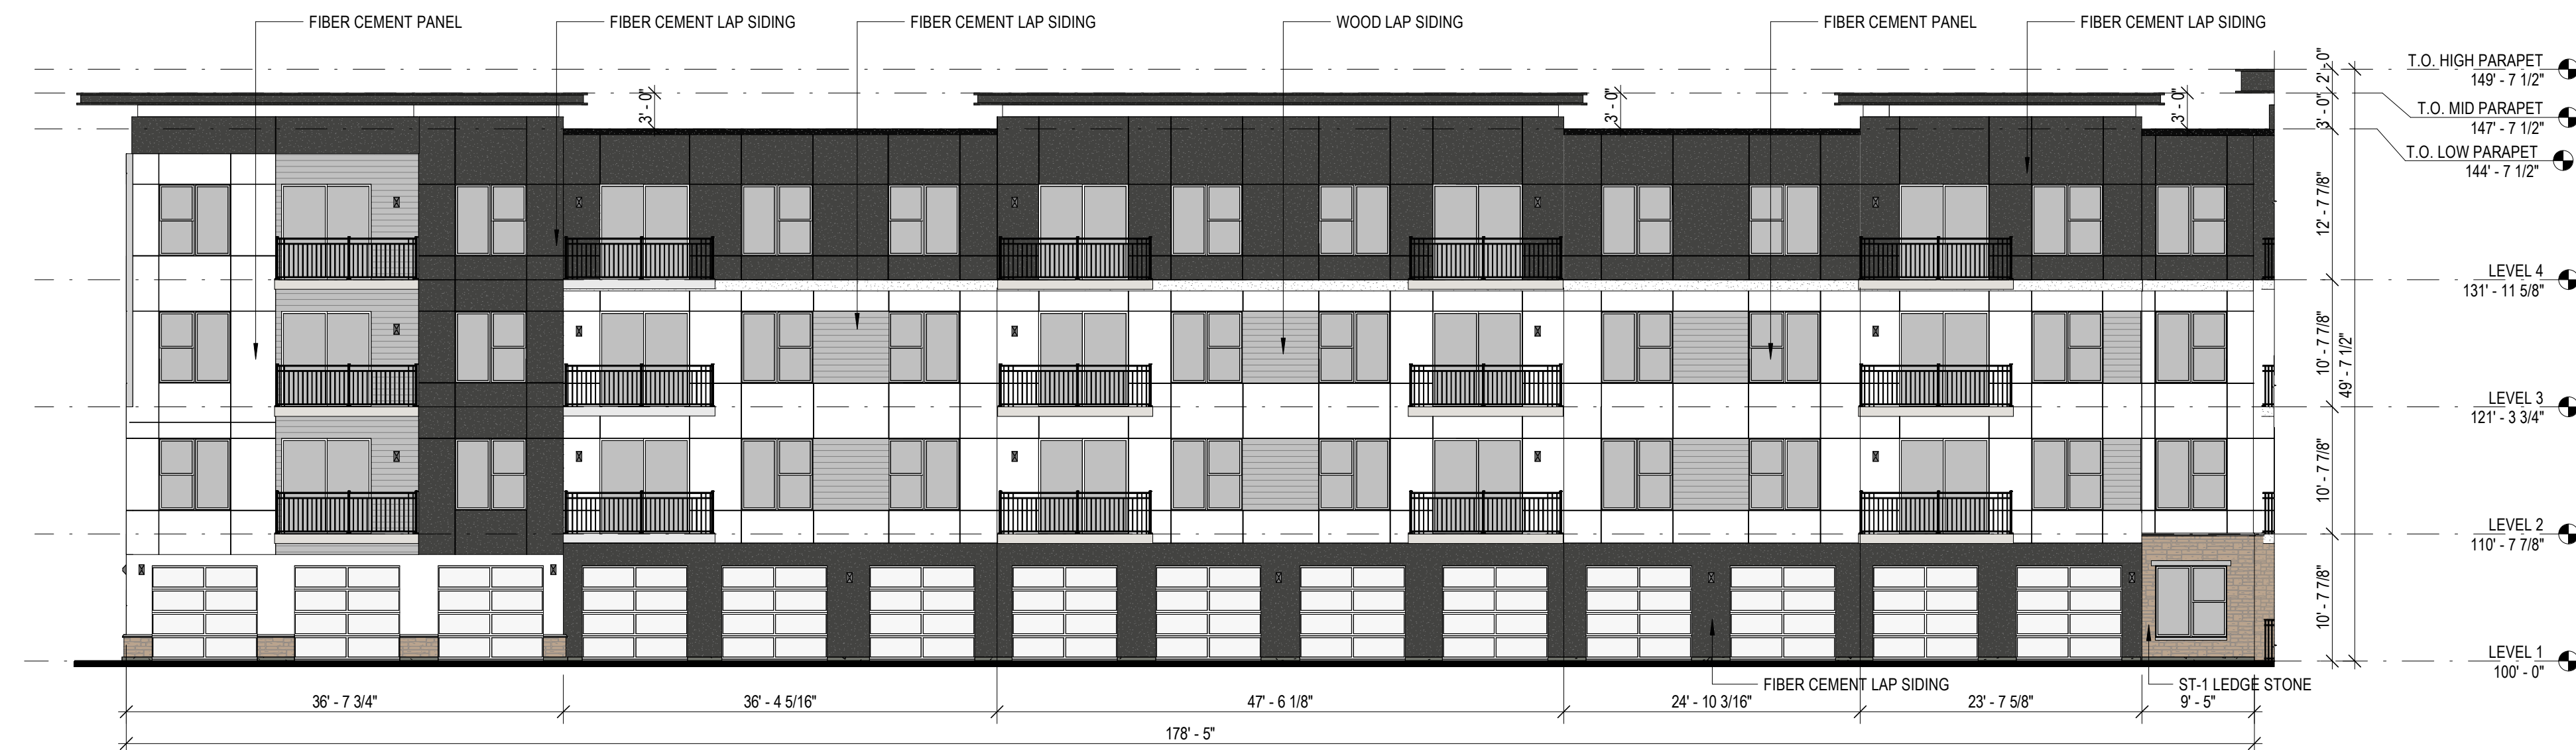 FIBER CEMENT PANEL
FIBER CEMENT LAP SIDING
FIBER CEMENT LAP SIDING
WOOD LAP SIDING
FIBER CEMENT PANEL
FIBER CEMENT LAP SIDING
T.O. HIGH PARAPET
149' - 7 1/2"
T.O. MID PARAPET
147' - 7 1/2"
T.O. LOW PARAPET
144' - 7 1/2"
LEVEL 4
131' - 11 5/8"
LEVEL 3
121' - 3 3/4"
LEVEL 2
110' - 7 7/8"
LEVEL 1
100' - 0"
3' - 0"
3' - 0"
3' - 0"
2' - 0"
3' - 0"
12' - 7 7/8"
10' - 7 7/8"
10' - 7 7/8"
10' - 7 7/8"
49' - 7 1/2"
FIBER CEMENT LAP SIDING
ST-1 LEDGE STONE
36' - 7 3/4"
36' - 4 5/16"
47' - 6 1/8"
24' - 10 3/16"
23' - 7 5/8"
9' - 5"
178' - 5"